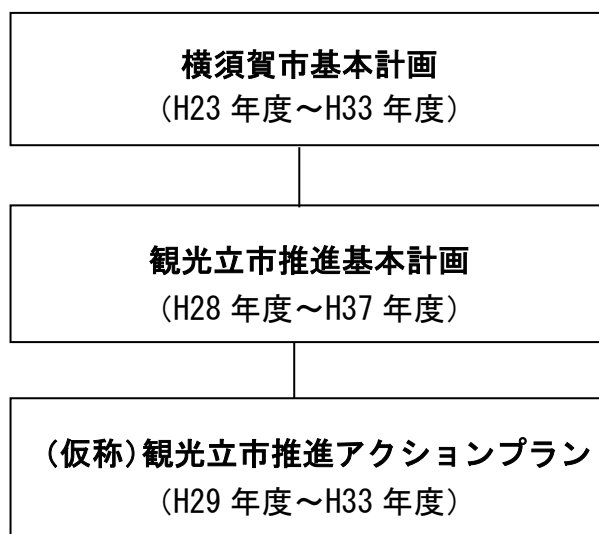 横須賀市基本計画
（H23 年度～H33 年度）
観光立市推進基本計画
（H28 年度～H37 年度）
（仮称）観光立市推進アクションプラン
（H29 年度～H33 年度）